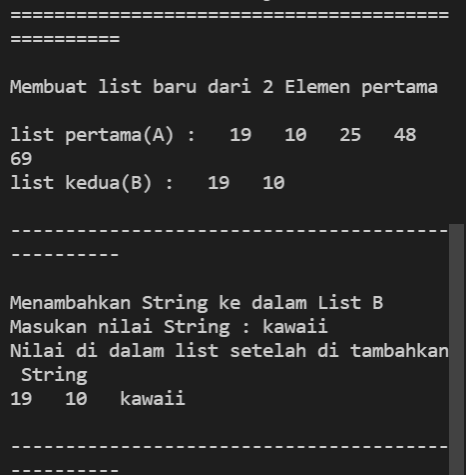 ========================================
==========
Membuat list baru dari 2 Elemen pertama
list pertama(A) :   19   10   25   48
69
list kedua(B) :   19   10
----------------------------------------
----------
Menambahkan String ke dalam List B
Masukan nilai String : kawaii
Nilai di dalam list setelah di tambahkan
 String
19   10   kawaii
----------------------------------------
----------